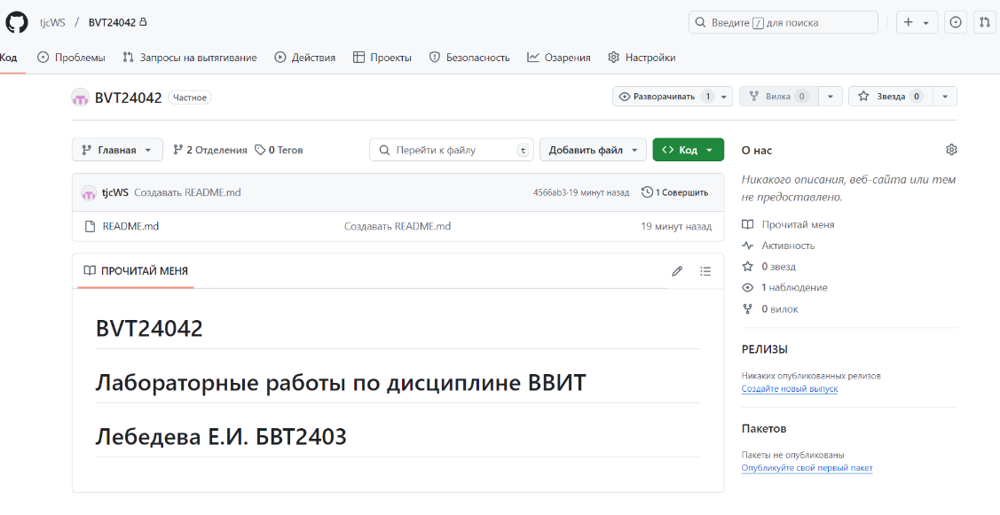 tjcWS / BVT24042
Введите / для поиска
Код Проблемы Запросы на вытягивание Действия Проекты Безопасность Озарения Настройки
BVT24042 Частное
Разворачивать 1 Вилка 0 Звезда 0
Главная 2 Отделения 0 Тегов Перейти к файлу t Добавить файл Код
tjcWS Создавать README.md 4566ab3·19 минут назад 1 Совершить
README.md Создавать README.md 19 минут назад
ПРОЧИТАЙ МЕНЯ
BVT24042
Лабораторные работы по дисциплине ВВИТ
Лебедева Е.И. БВТ2403
О нас
Никакого описания, веб-сайта или тем
не предоставлено.
Прочитай меня
Активность
0 звезд
1 наблюдение
0 вилок
РЕЛИЗЫ
Никаких опубликованных релизов
Создайте новый выпуск
Пакетов
Пакеты не опубликованы
Опубликуйте свой первый пакет